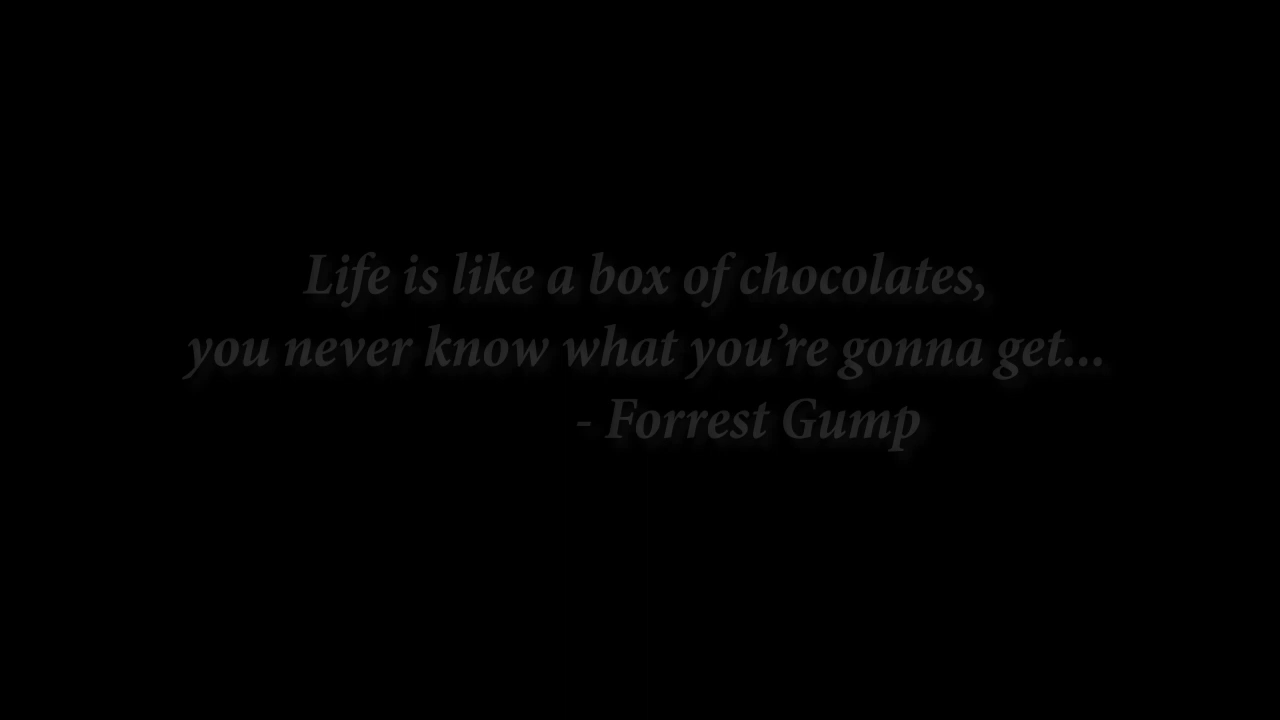 Life is like a box of chocolates,
you never know what you’re gonna get...
- Forrest Gump